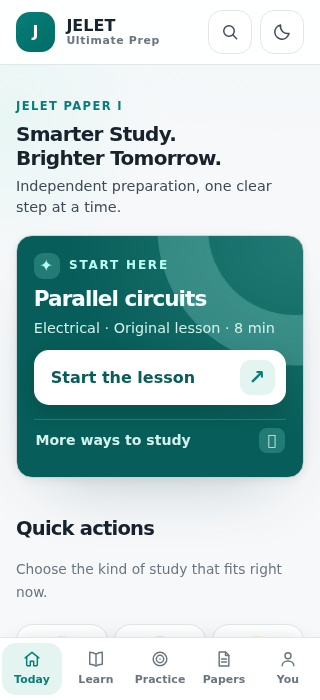 J
JELET
Ultimate Prep
JELET PAPER I
Smarter Study.
Brighter Tomorrow.
Independent preparation, one clear
step at a time.
START HERE
Parallel circuits
Electrical · Original lesson · 8 min
Start the lesson
More ways to study
Quick actions
Choose the kind of study that fits right
now.
Today
Learn
Practice
Papers
You